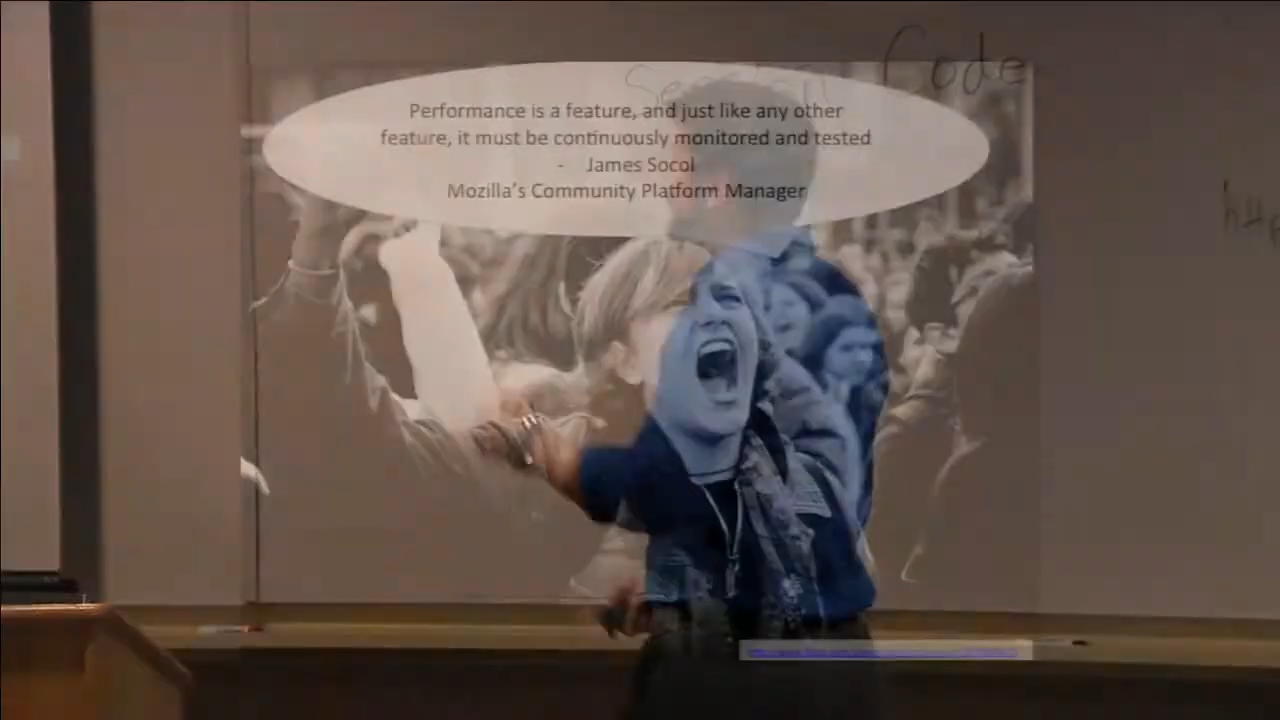 Code
Performance is a feature, and just like any other
feature, it must be continuously monitored and tested
- James Socol
Mozilla's Community Platform Manager